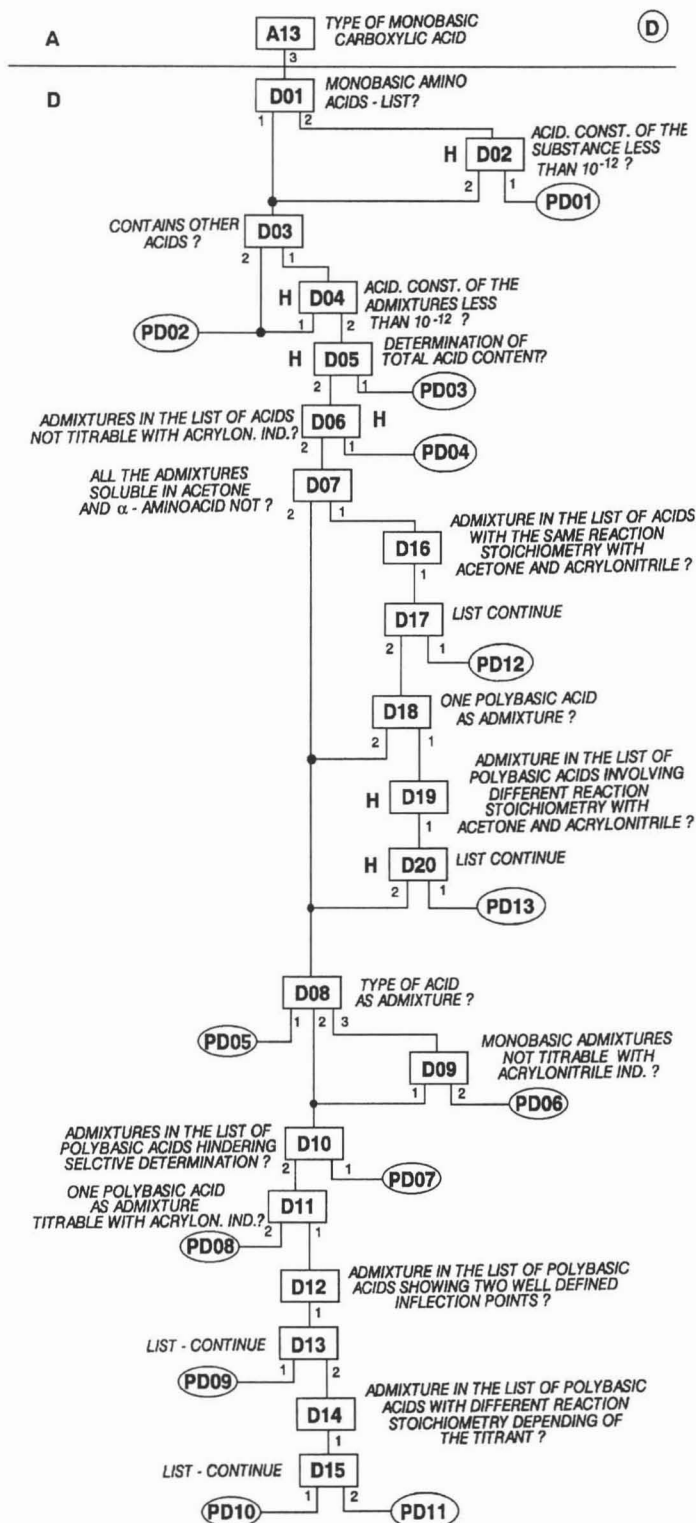 A
A13
TYPE OF MONOBASIC
CARBOXYLIC ACID
D
3
D
D01
MONOBASIC AMINO
ACIDS - LIST?
1
2
H
D02
ACID. CONST. OF THE
SUBSTANCE LESS
THAN 10-12 ?
2
1
PD01
CONTAINS OTHER
ACIDS ?
D03
2
1
H
D04
ACID. CONST. OF THE
ADMIXTURES LESS
THAN 10-12 ?
1
2
PD02
H
D05
DETERMINATION OF
TOTAL ACID CONTENT?
2
1
PD03
ADMIXTURES IN THE LIST OF ACIDS
NOT TITRABLE WITH ACRYLON. IND.?
D06
H
2
1
PD04
ALL THE ADMIXTURES
SOLUBLE IN ACETONE
AND α - AMINOACID NOT ?
D07
2
1
D16
ADMIXTURE IN THE LIST OF ACIDS
WITH THE SAME REACTION
STOICHIOMETRY WITH
ACETONE AND ACRYLONITRILE ?
1
D17
LIST CONTINUE
2
1
PD12
D18
ONE POLYBASIC ACID
AS ADMIXTURE ?
2
1
H
D19
ADMIXTURE IN THE LIST OF
POLYBASIC ACIDS INVOLVING
DIFFERENT REACTION
STOICHIOMETRY WITH
ACETONE AND ACRYLONITRILE ?
1
H
D20
LIST CONTINUE
2
1
PD13
D08
TYPE OF ACID
AS ADMIXTURE ?
1
2
3
PD05
D09
MONOBASIC ADMIXTURES
NOT TITRABLE WITH
ACRYLONITRILE IND. ?
1
2
PD06
ADMIXTURES IN THE LIST OF
POLYBASIC ACIDS HINDERING
SELCTIVE DETERMINATION ?
D10
2
1
PD07
ONE POLYBASIC ACID
AS ADMIXTURE
TITRABLE WITH ACRYLON. IND.?
D11
2
1
PD08
D12
ADMIXTURE IN THE LIST OF POLYBASIC
ACIDS SHOWING TWO WELL DEFINED
INFLECTION POINTS ?
1
LIST - CONTINUE
D13
1
2
PD09
D14
ADMIXTURE IN THE LIST OF POLYBASIC
ACIDS WITH DIFFERENT REACTION
STOICHIOMETRY DEPENDING OF
THE TITRANT ?
1
LIST - CONTINUE
D15
1
2
PD10
PD11